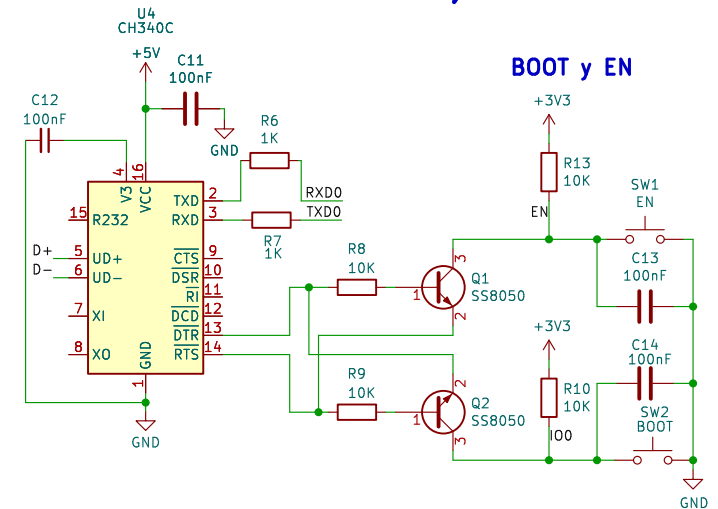 U4
CH340C
+5V
C11
100nF
GND
C12
100nF
R6
1K
RXD0
TXD0
R7
1K
4
16
V3
VCC
TXD
2
RXD
3
15
R232
D+
5
UD+
D-
6
UD-
CTS
9
DSR
10
RI
11
DCD
12
DTR
13
RTS
14
7
XI
8
XO
GND
1
GND
BOOT y EN
+3V3
R13
10K
EN
SW1
EN
C13
100nF
R8
10K
1
3
2
Q1
SS8050
R9
10K
1
2
3
Q2
SS8050
+3V3
R10
10K
IO0
C14
100nF
SW2
BOOT
GND